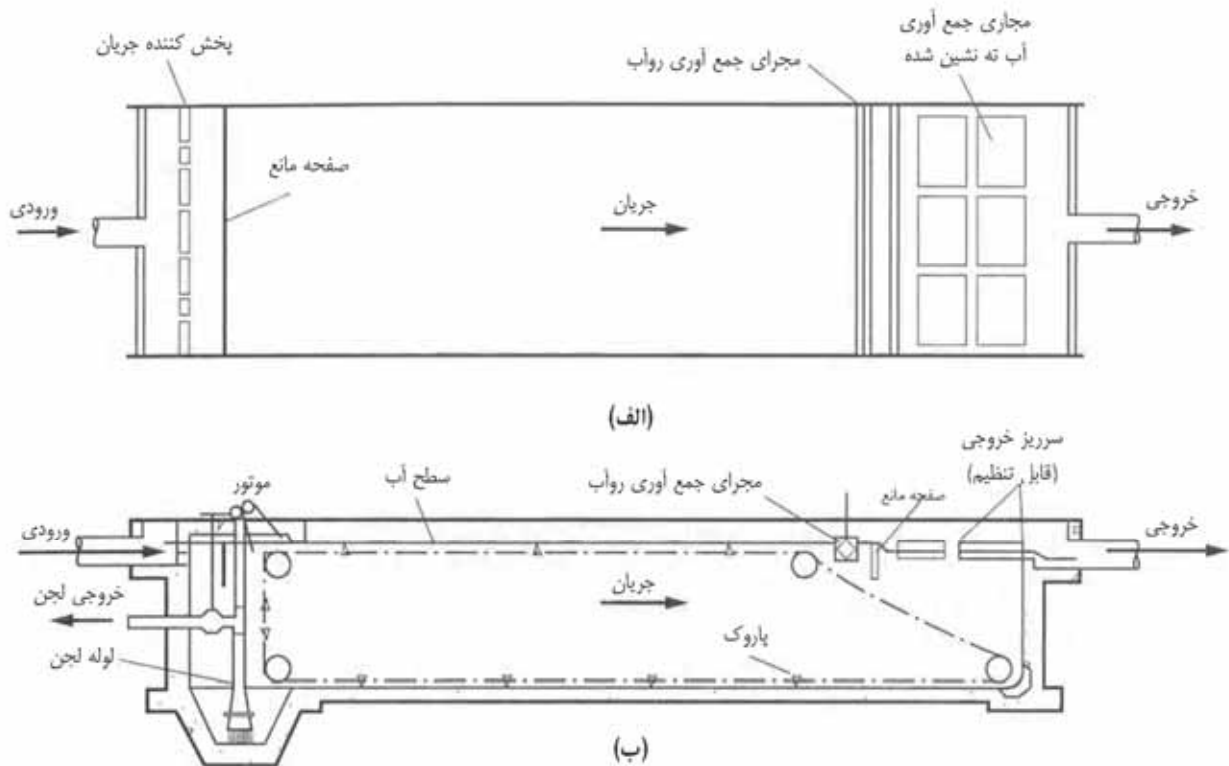 مجاری جمع آوری
آب ته نشین شده
پخش کننده جریان
مجرای جمع آوری روآب
صفحه مانع
ورودی
جریان
خروجی
(الف)
سرریز خروجی
(قابل تنظیم)
مجرای جمع آوری روآب
سطح آب
موتور
صفحه مانع
ورودی
خروجی
جریان
خروجی لجن
پاروک
لوله لجن
(ب)